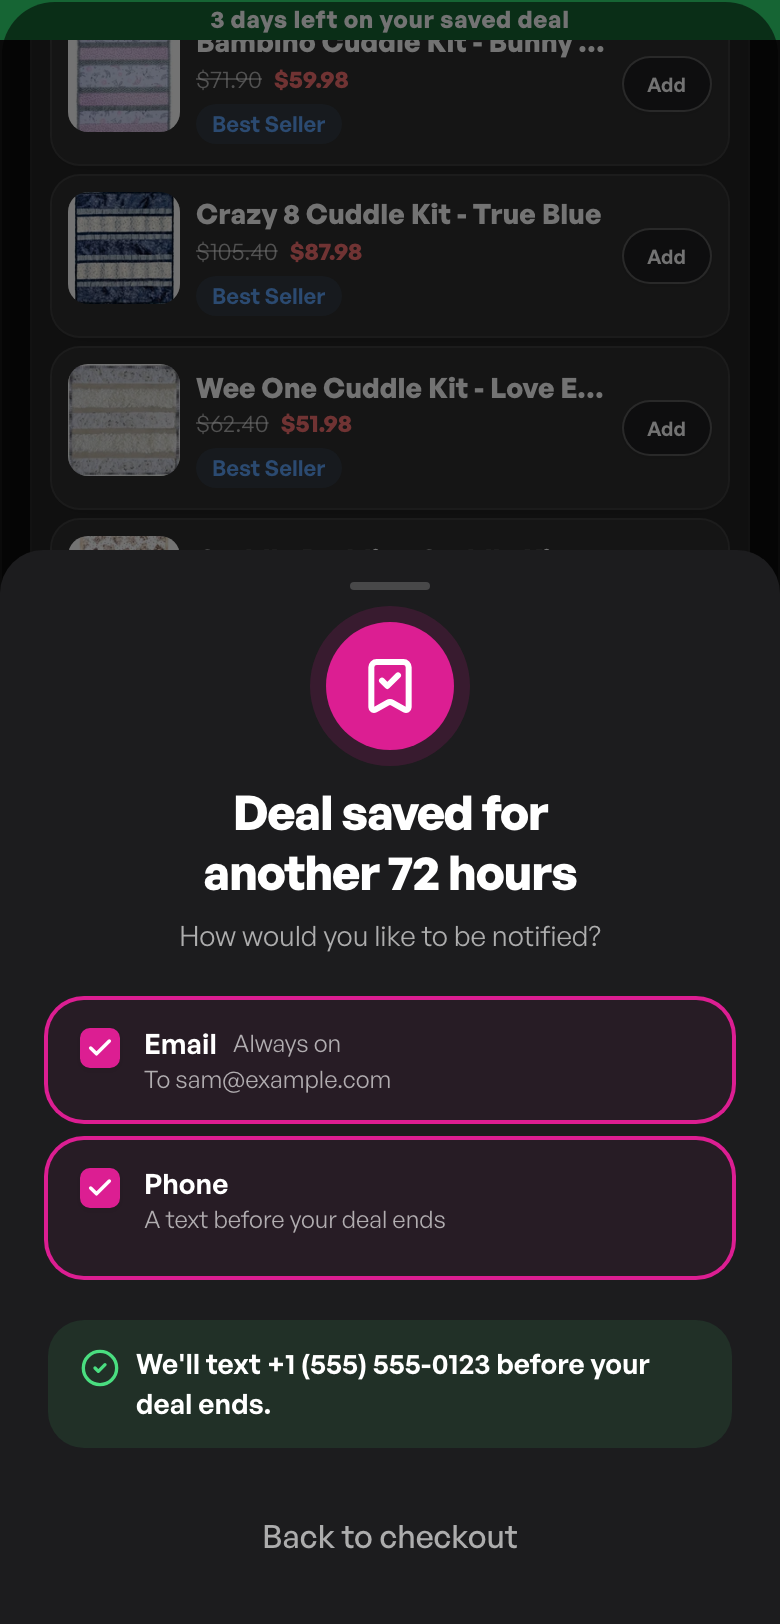 3 days left on your saved deal
Bambino Cuddle Kit - Bunny ...
$71.90 $59.98
Add
Best Seller
Crazy 8 Cuddle Kit - True Blue
$105.40 $87.98
Add
Best Seller
Wee One Cuddle Kit - Love E...
$62.40 $51.98
Add
Best Seller
Deal saved for
another 72 hours
How would you like to be notified?
Email Always on
To sam@example.com
Phone
A text before your deal ends
We'll text +1 (555) 555-0123 before your
deal ends.
Back to checkout